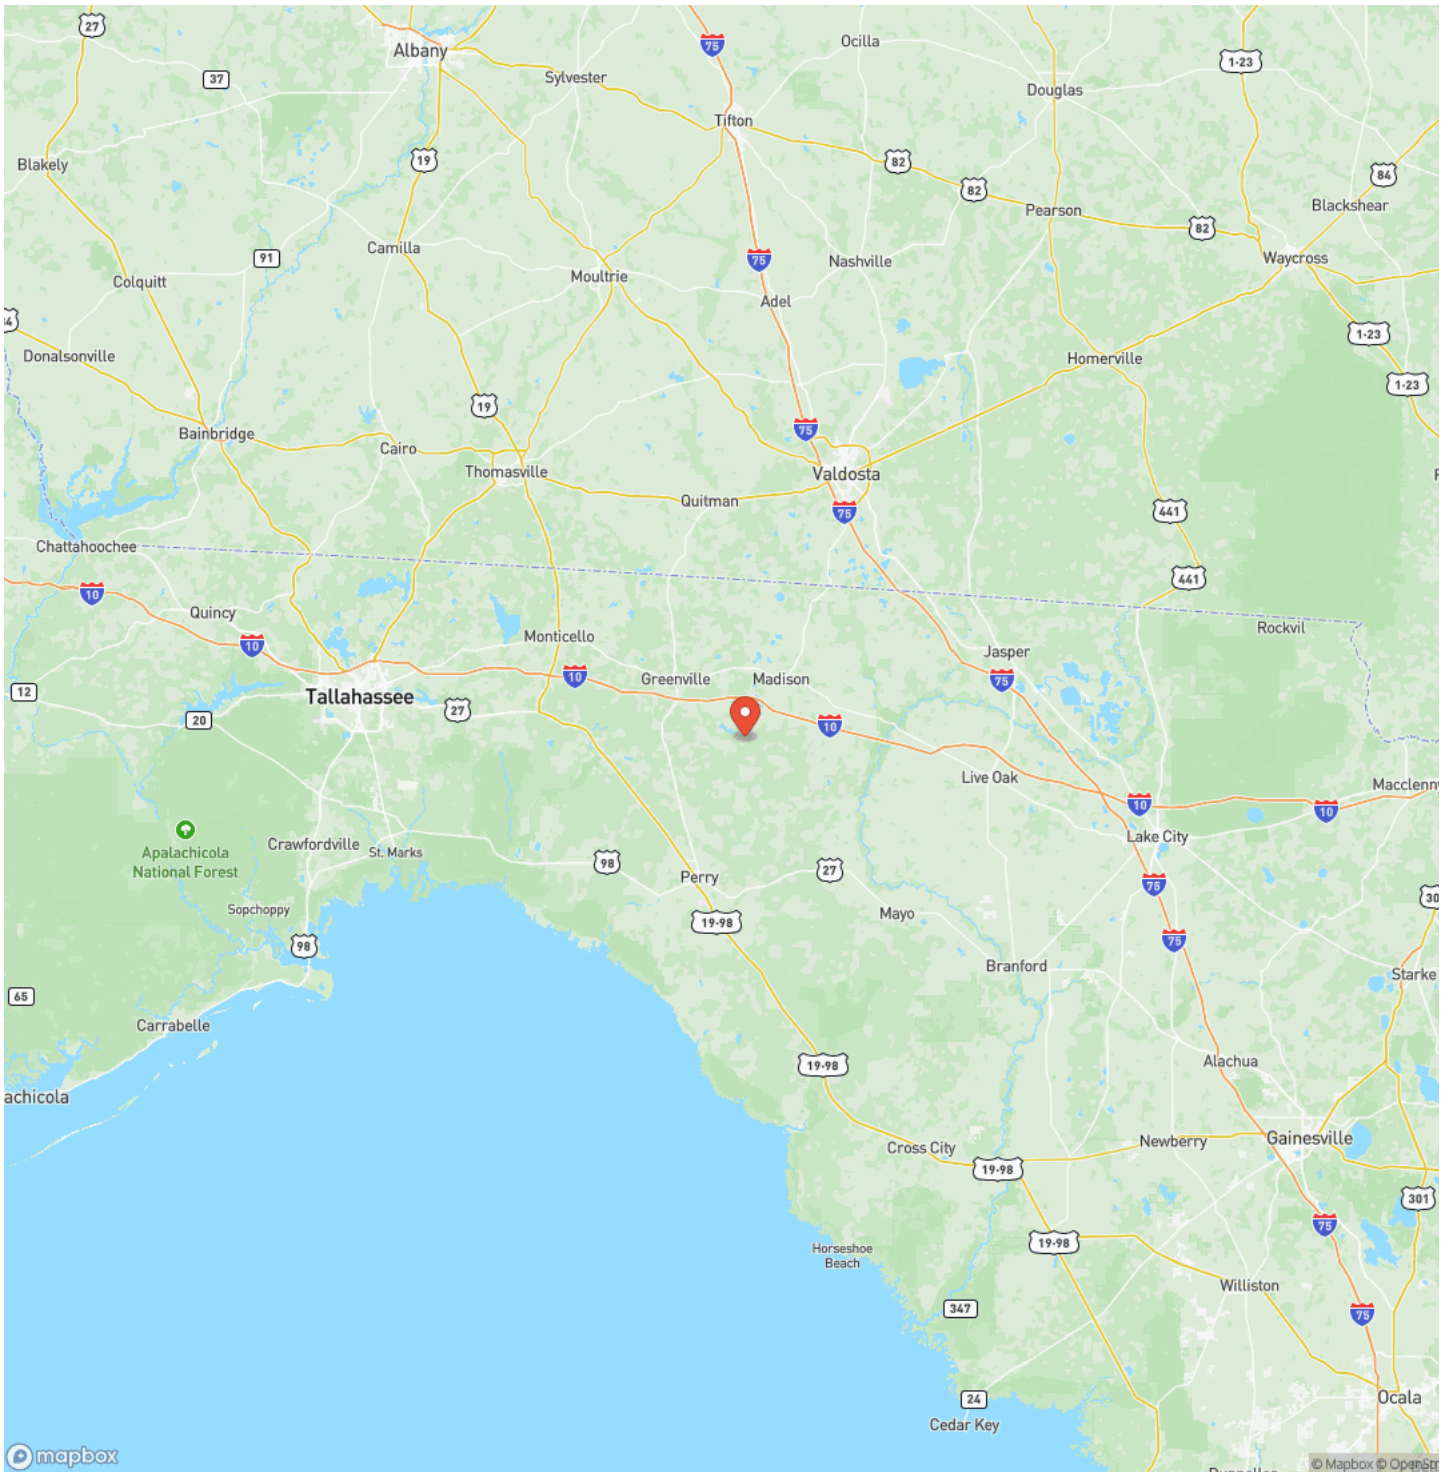 27
Albany
75
Ocilla
1-23
37
Sylvester
Douglas
Tifton
Blakely
19
82
84
82
Pearson
Blackshear
82
Camilla
91
75
Nashville
Waycross
Moultrie
Colquitt
Adel
1-23
Donalsonville
Homerville
1-23
19
75
Bainbridge
Cairo
Thomasville
Valdosta
Quitman
75
441
Chattahoochee
441
10
Quincy
Rockvil
Monticello
10
Jasper
10
Greenville
Madison
75
12
Tallahassee
27
20
10
Live Oak
Macclenny
10
10
Apalachicola
National Forest
Crawfordville
St. Marks
98
Perry
27
Lake City
75
Sopchoppy
19-98
Mayo
98
75
Branford
Starke
65
Carrabelle
19-98
Alachua
achicola
Cross City
Newberry
Gainesville
19-98
301
75
19-98
Horseshoe
Beach
Williston
347
75
24
Ocala
Cedar Key
mapbox
© Mapbox © OpenStr